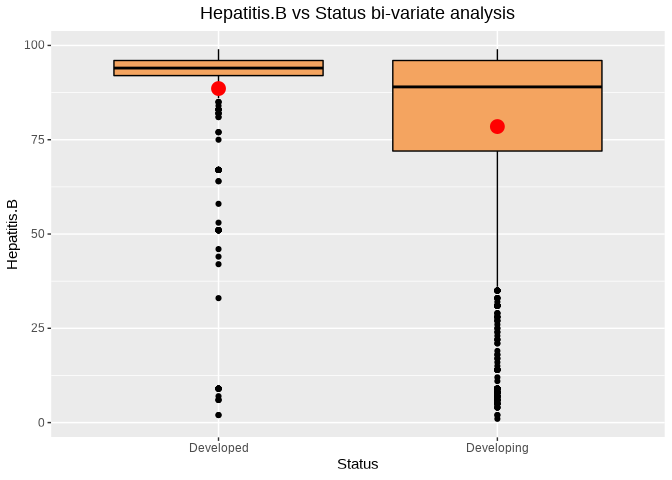 Hepatitis.B vs Status bi-variate analysis
100
75
50
25
0
Hepatitis.B
Developed
Developing
Status